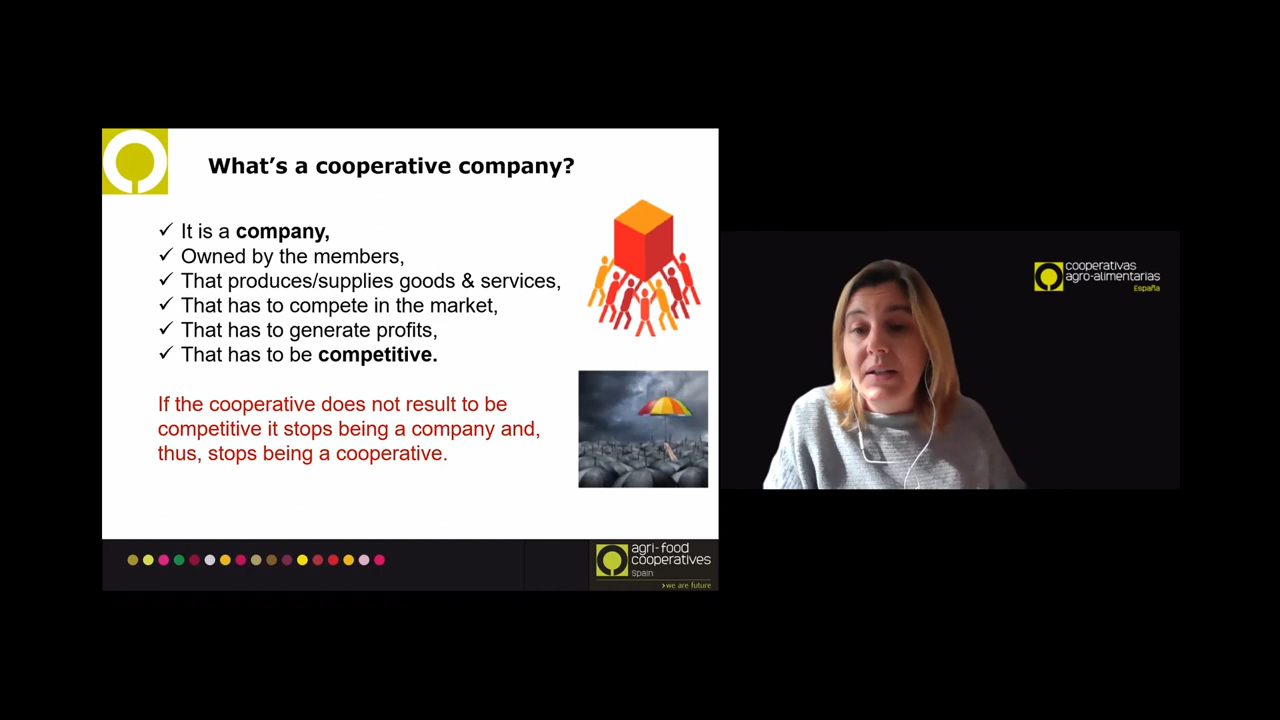 What's a cooperative company?
✓ It is a company,
✓ Owned by the members,
✓ That produces/supplies goods & services,
✓ That has to compete in the market,
✓ That has to generate profits,
✓ That has to be competitive.
If the cooperative does not result to be
competitive it stops being a company and,
thus, stops being a cooperative.
agri-food
cooperatives
Spain
›we are future
cooperativas
agro-alimentarias
España